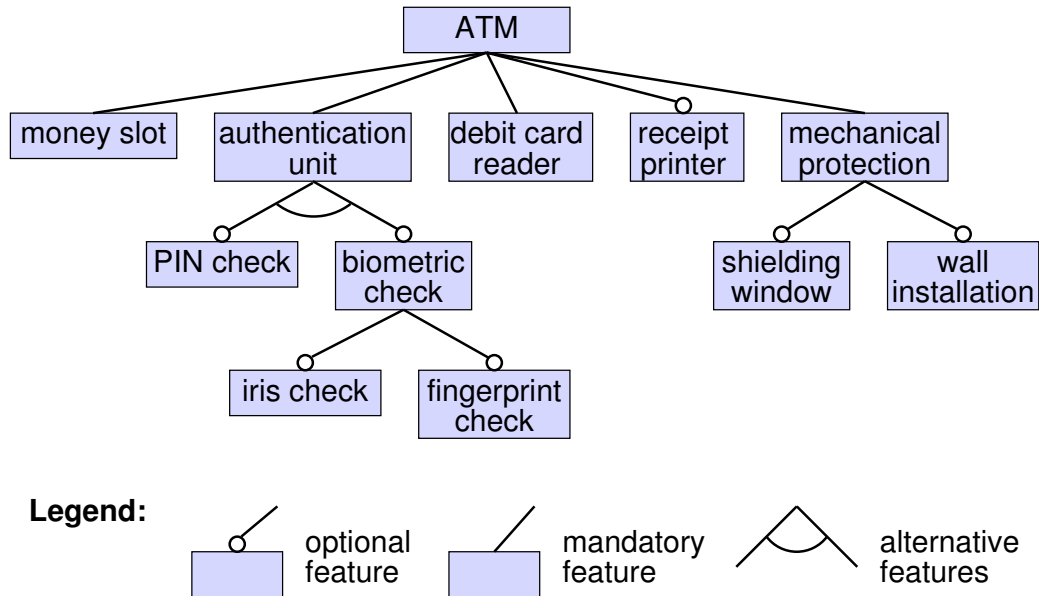 ATM
money slot
authentication
unit
debit card
reader
receipt
printer
mechanical
protection
PIN check
biometric
check
shielding
window
wall
installation
iris check
fingerprint
check
Legend:
optional
feature
mandatory
feature
alternative
features